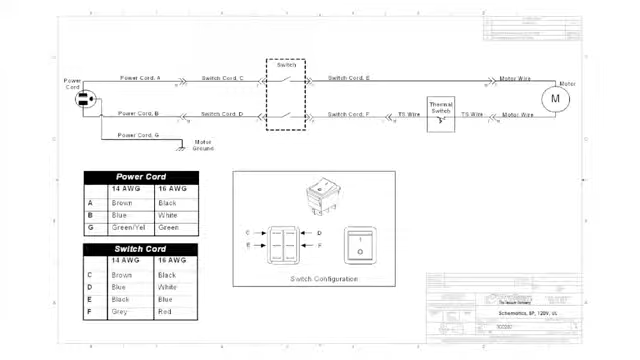 Switch
Power Cord
Power Cord, A
Switch Cord, C
Switch Cord, E
Motor Wire
Motor
M
Power Cord, B
Switch Cord, D
Switch Cord, F
TS Wire
Thermal Switch
TS Wire
Motor Wire
Power Cord, G
Motor Ground
Power Cord
14 AWG 16 AWG
A Brown Black
B Blue White
G Green/Yel Green
Switch Cord
14 AWG 16 AWG
C Brown Black
D Blue White
E Black Blue
F Grey Red
C D
E F
Switch Configuration
Schematics, EP, 120V, UL